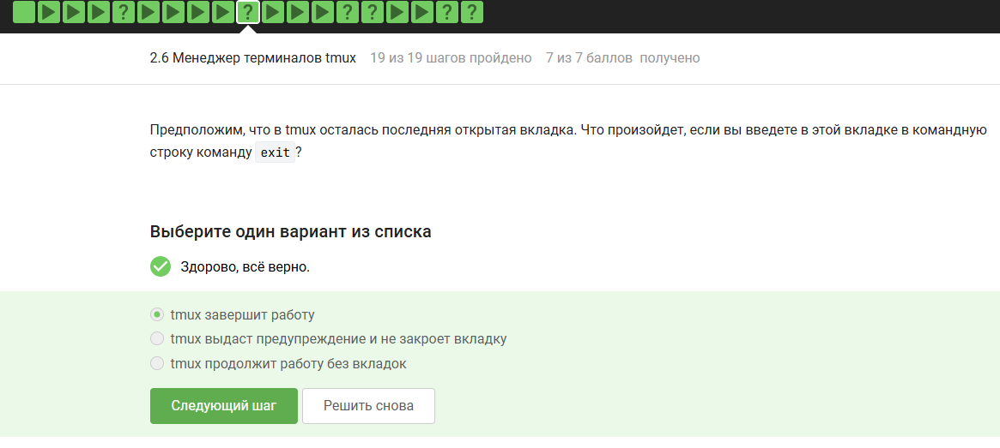 ? ? ? ? ? ?
2.6 Менеджер терминалов tmux 19 из 19 шагов пройдено 7 из 7 баллов получено
Предположим, что в tmux осталась последняя открытая вкладка. Что произойдет, если вы введете в этой вкладке в командную
строку команду exit?
Выберите один вариант из списка
Здорово, всё верно.
tmux завершит работу
tmux выдаст предупреждение и не закроет вкладку
tmux продолжит работу без вкладок
Следующий шаг Решить снова